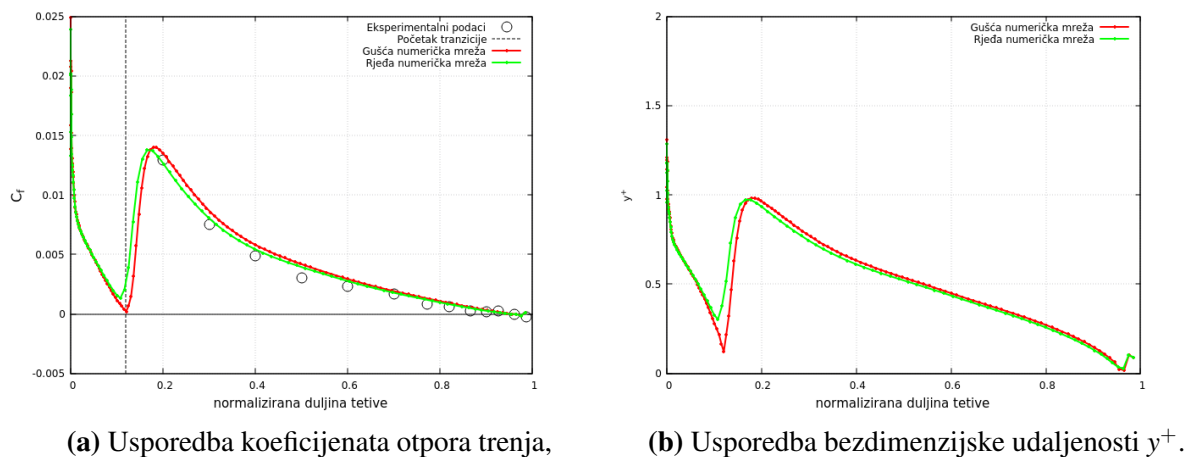 0.025
0.02
0.015
0.01
0.005
0
-0.005
C_f
Eksperimentalni podaci
Početak tranzicije
Gušća numerička mreža
Rjeđa numerička mreža
0 0.2 0.4 0.6 0.8 1
normalizirana duljina tetive
(a) Usporedba koeficijenata otpora trenja,
2
1.5
1
0.5
0
y⁺
Gušća numerička mreža
Rjeđa numerička mreža
0 0.2 0.4 0.6 0.8 1
normalizirana duljina tetive
(b) Usporedba bezdimenzijske udaljenosti y⁺.